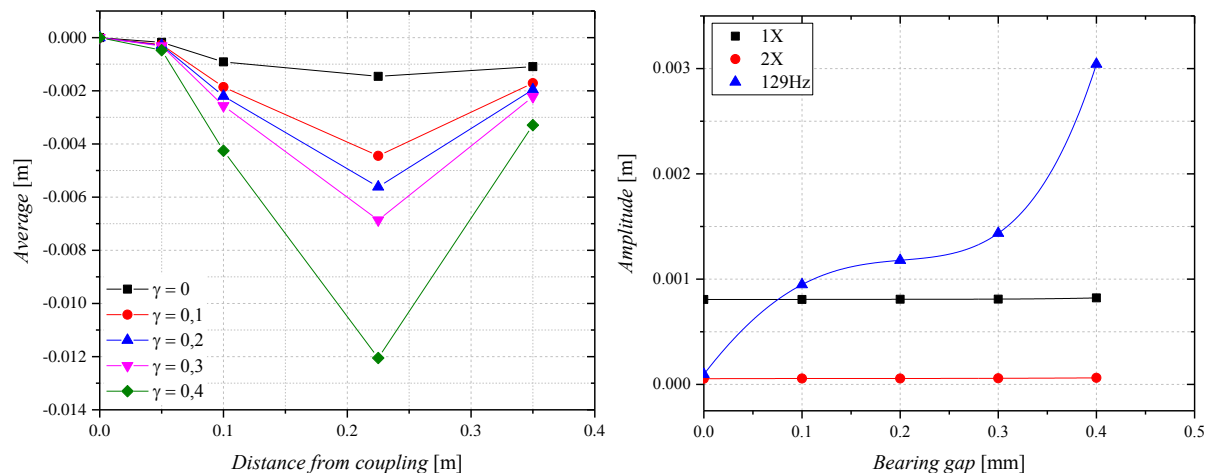 0.000
-0.002
-0.004
-0.006
-0.008
-0.010
-0.012
-0.014
Average [m]
γ = 0
γ = 0,1
γ = 0,2
γ = 0,3
γ = 0,4
0.0
0.1
0.2
0.3
0.4
Distance from coupling [m]
1X
2X
129Hz
0.003
0.002
0.001
0.000
Amplitude [m]
0.0
0.1
0.2
0.3
0.4
0.5
Bearing gap [mm]